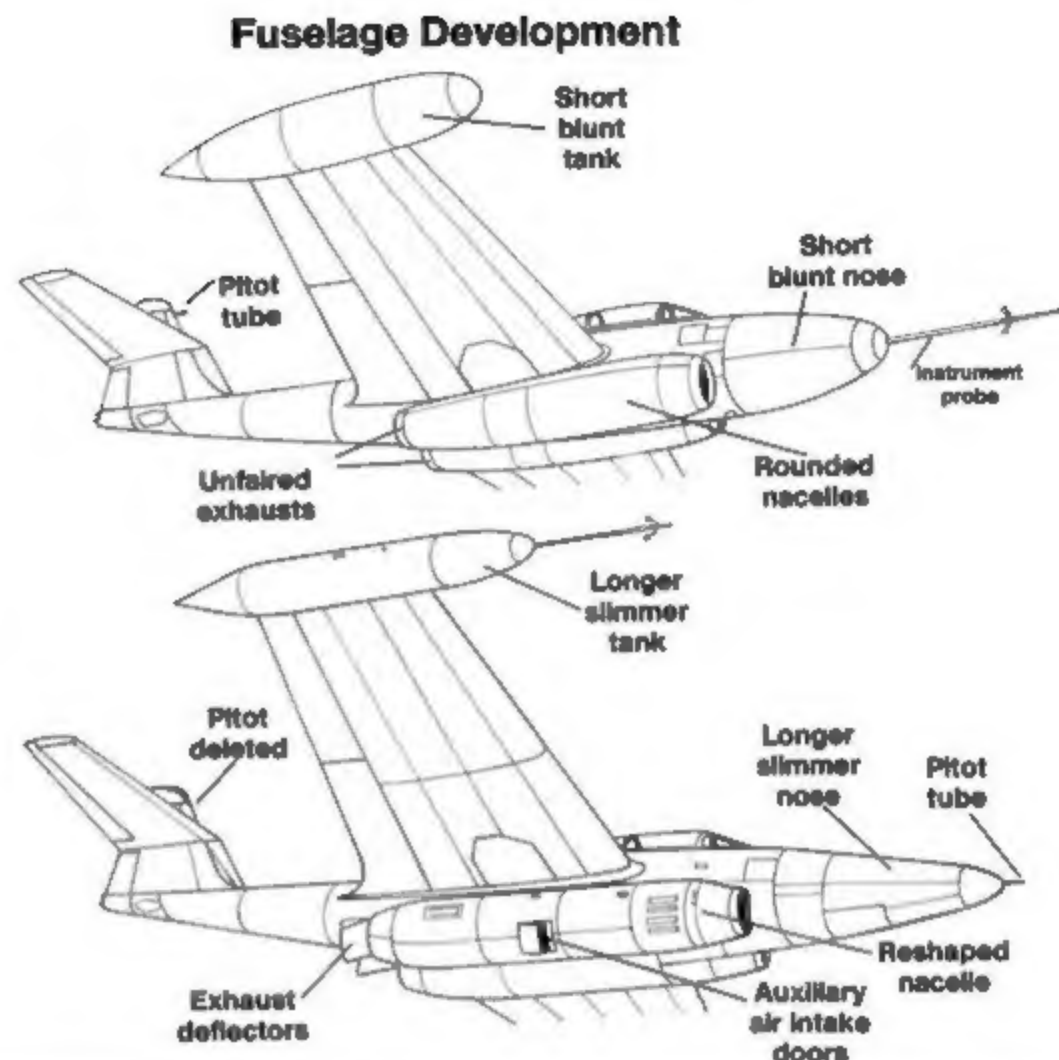 Fuselage Development
Short
blunt
tank
Short
blunt nose
Pitot
tube
Instrument
probe
Unfaired
exhausts
Rounded
nacelles
Longer
slimmer
tank
Pitot
deleted
Longer
slimmer
nose
Pitot
tube
Reshaped
nacelle
Exhaust
deflectors
Auxiliary
air intake
doors